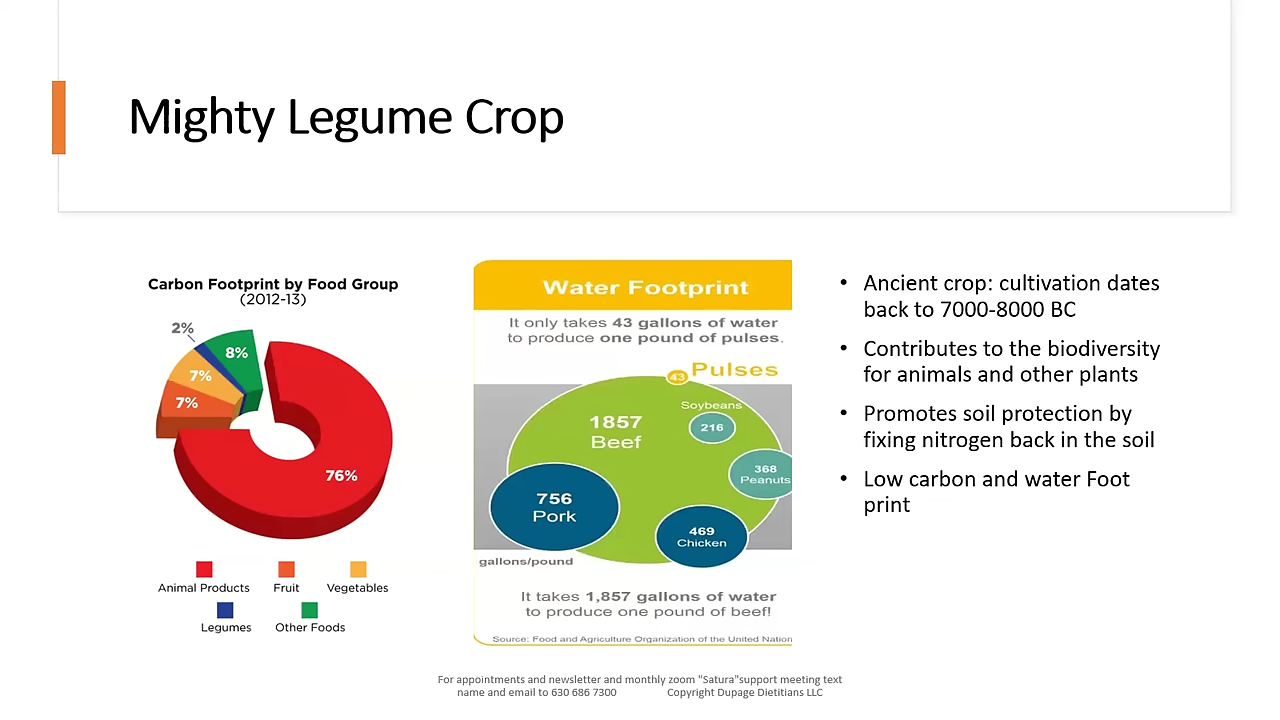 Mighty Legume Crop
Carbon Footprint by Food Group
(2012-13)
2%
8%
7%
7%
76%
Animal Products
Fruit
Vegetables
Legumes
Other Foods
Water Footprint
It only takes 43 gallons of water
to produce one pound of pulses.
43 Pulses
Soybeans
216
1857
Beef
368
Peanuts
756
Pork
469
Chicken
gallons/pound
It takes 1,857 gallons of water
to produce one pound of beef!
Source: Food and Agriculture Organization of the United Nation
• Ancient crop: cultivation dates
back to 7000-8000 BC
• Contributes to the biodiversity
for animals and other plants
• Promotes soil protection by
fixing nitrogen back in the soil
• Low carbon and water Foot
print
For appointments and newsletter and monthly zoom "Satura"support meeting text
name and email to 630 686 7300 Copyright Dupage Dietitians LLC